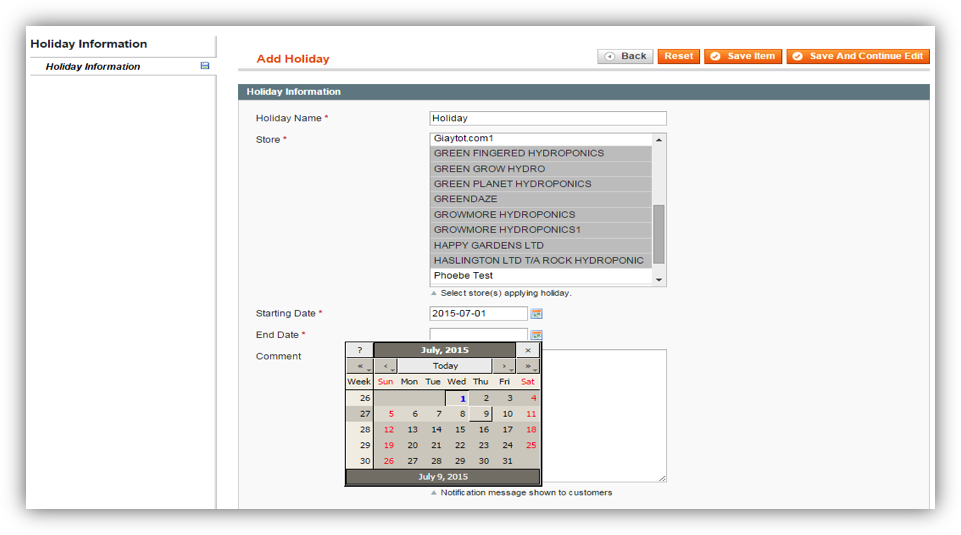 Holiday Information
Holiday Information
Add Holiday
Back Reset Save Item Save And Continue Edit
Holiday Information
Holiday Name * Holiday
Store *
Giaytot.com1
GREEN FINGERED HYDROPONICS
GREEN GROW HYDRO
GREEN PLANET HYDROPONICS
GREENDAZE
GROWMORE HYDROPONICS
GROWMORE HYDROPONICS1
HAPPY GARDENS LTD
HASLINGTON LTD T/A ROCK HYDROPONIC
Phoebe Test
Select store(s) applying holiday.
Starting Date * 2015-07-01
End Date *
Comment
? July, 2015 ×
« ‹ Today › »
Week Sun Mon Tue Wed Thu Fri Sat
26 1 2 3 4
27 5 6 7 8 9 10 11
28 12 13 14 15 16 17 18
29 19 20 21 22 23 24 25
30 26 27 28 29 30 31
July 9, 2015
Notification message shown to customers